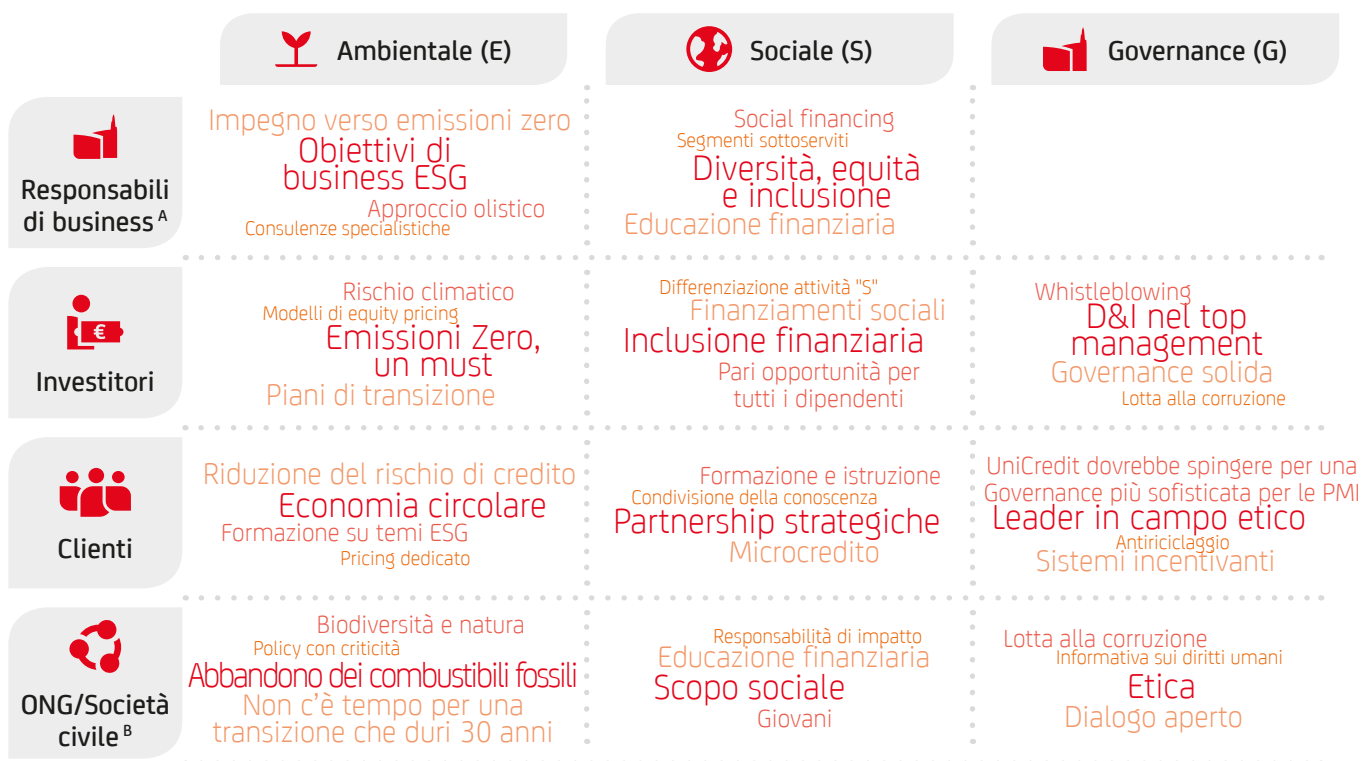 Ambientale (E)
Sociale (S)
Governance (G)
Responsabili
di business A
Impegno verso emissioni zero
Obiettivi di
business ESG
Approccio olistico
Consulenze specialistiche
Social financing
Segmenti sottoserviti
Diversità, equità
e inclusione
Educazione finanziaria
Investitori
€
Rischio climatico
Modelli di equity pricing
Emissioni Zero,
un must
Piani di transizione
Differenziazione attività "S"
Finanziamenti sociali
Inclusione finanziaria
Pari opportunità per
tutti i dipendenti
Whistleblowing
D&I nel top
management
Governance solida
Lotta alla corruzione
Clienti
Riduzione del rischio di credito
Economia circolare
Formazione su temi ESG
Pricing dedicato
Formazione e istruzione
Condivisione della conoscenza
Partnership strategiche
Microcredito
UniCredit dovrebbe spingere per una
Governance più sofisticata per le PMI
Leader in campo etico
Antiriciclaggio
Sistemi incentivanti
ONG/Società
civile B
Biodiversità e natura
Policy con criticità
Abbandono dei combustibili fossili
Non c'è tempo per una
transizione che duri 30 anni
Responsabilità di impatto
Educazione finanziaria
Scopo sociale
Giovani
Lotta alla corruzione
Informativa sui diritti umani
Etica
Dialogo aperto